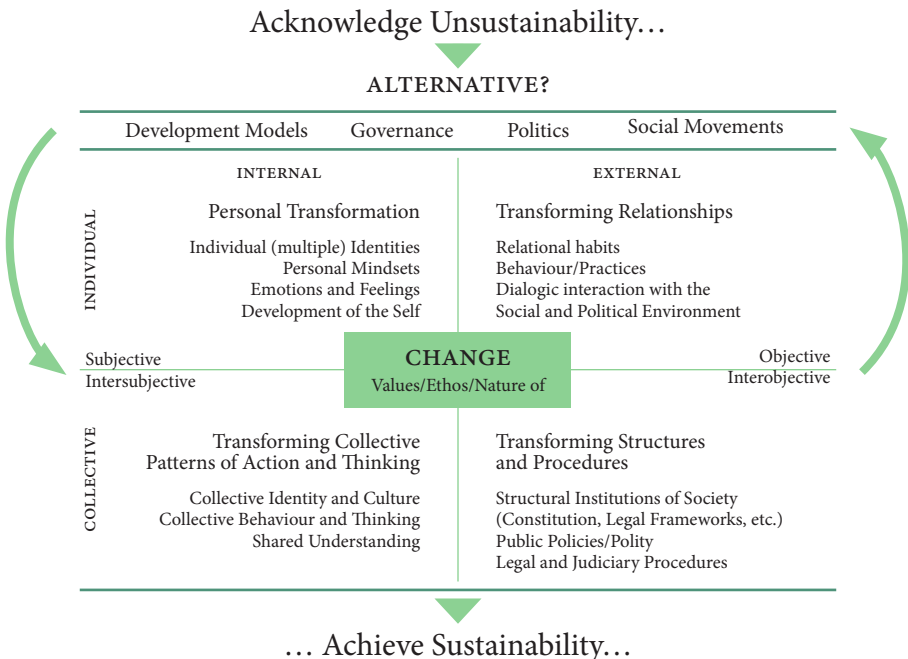 Acknowledge Unsustainability…
ALTERNATIVE?
Development Models Governance Politics Social Movements
INTERNAL EXTERNAL
INDIVIDUAL
Personal Transformation
Individual (multiple) Identities
Personal Mindsets
Emotions and Feelings
Development of the Self
Transforming Relationships
Relational habits
Behaviour/Practices
Dialogic interaction with the
Social and Political Environment
Subjective
Intersubjective
CHANGE
Values/Ethos/Nature of
Objective
Interobjective
COLLECTIVE
Transforming Collective
Patterns of Action and Thinking
Collective Identity and Culture
Collective Behaviour and Thinking
Shared Understanding
Transforming Structures
and Procedures
Structural Institutions of Society
(Constitution, Legal Frameworks, etc.)
Public Policies/Polity
Legal and Judiciary Procedures
… Achieve Sustainability…